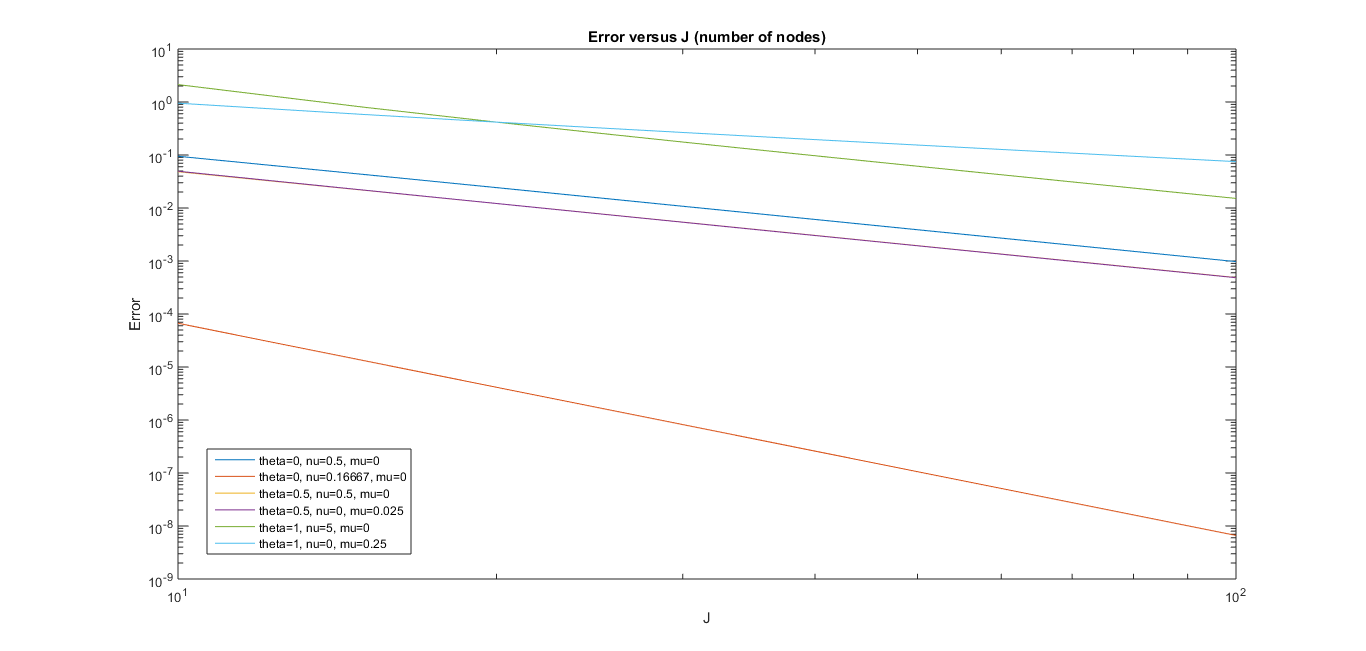 Error versus J (number of nodes)
10^1
10^0
10^-1
10^-2
10^-3
10^-4
10^-5
10^-6
10^-7
10^-8
10^-9
Error
theta=0, nu=0.5, mu=0
theta=0, nu=0.16667, mu=0
theta=0.5, nu=0.5, mu=0
theta=0.5, nu=0, mu=0.025
theta=1, nu=5, mu=0
theta=1, nu=0, mu=0.25
10^1 10^2
J